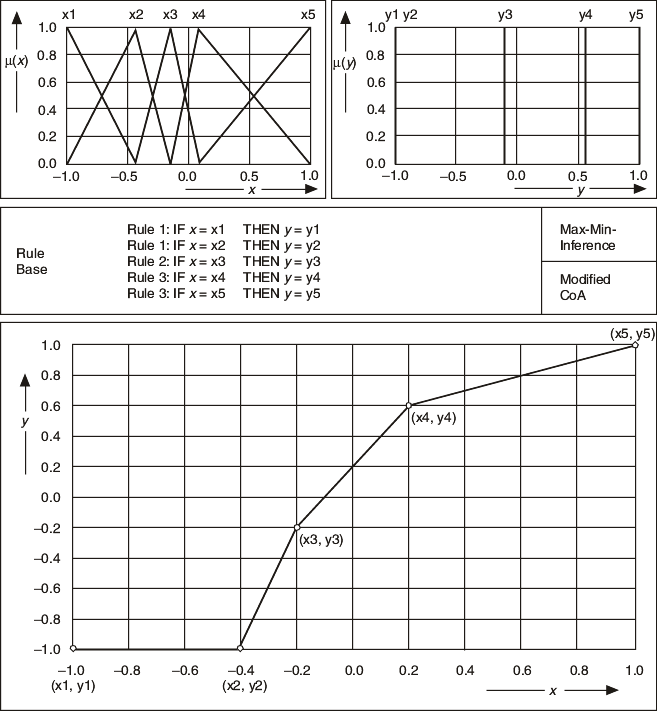 x1 x2 x3 x4 x5
μ(x)
1.0
0.8
0.6
0.4
0.2
0.0
−1.0 −0.5 0.0 0.5 1.0
x
y1 y2 y3 y4 y5
μ(y)
1.0
0.8
0.6
0.4
0.2
0.0
−1.0 −0.5 0.0 0.5 1.0
y
Rule
Base
Rule 1: IF x = x1 THEN y = y1
Rule 1: IF x = x2 THEN y = y2
Rule 2: IF x = x3 THEN y = y3
Rule 3: IF x = x4 THEN y = y4
Rule 3: IF x = x5 THEN y = y5
Max-Min-
Inference
Modified
CoA
(x5, y5)
1.0
0.8
0.6
0.4
0.2
0.0
−0.2
−0.4
−0.6
−0.8
−1.0
y
(x4, y4)
(x3, y3)
−1.0 −0.8 −0.6 −0.4 −0.2 0.0 0.2 0.4 0.6 0.8 1.0
(x1, y1) (x2, y2)
x